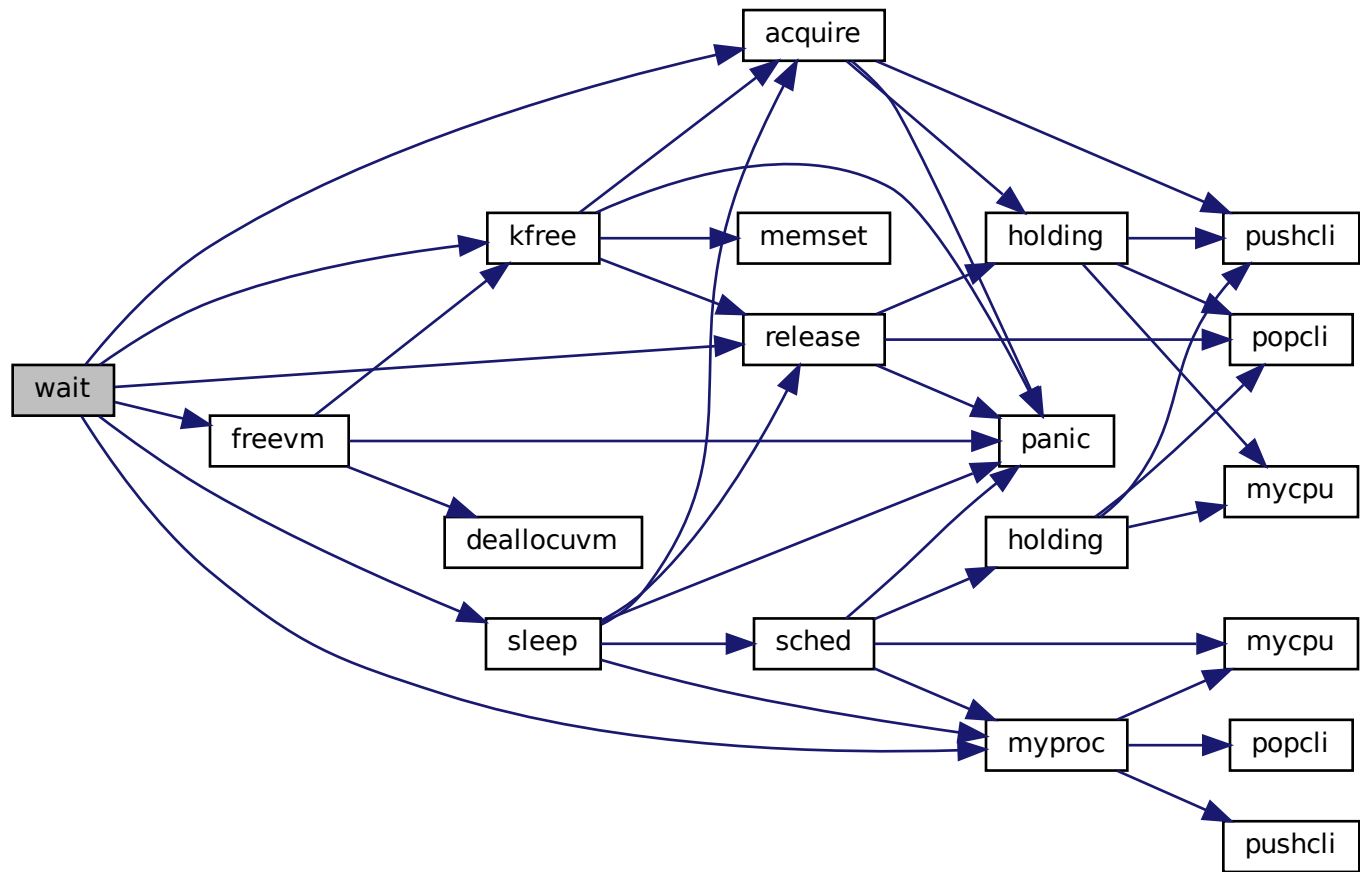 acquire
kfree
memset
holding
pushcli
release
popcli
wait
freevm
panic
mycpu
deallocuvm
holding
sleep
sched
mycpu
myproc
popcli
pushcli